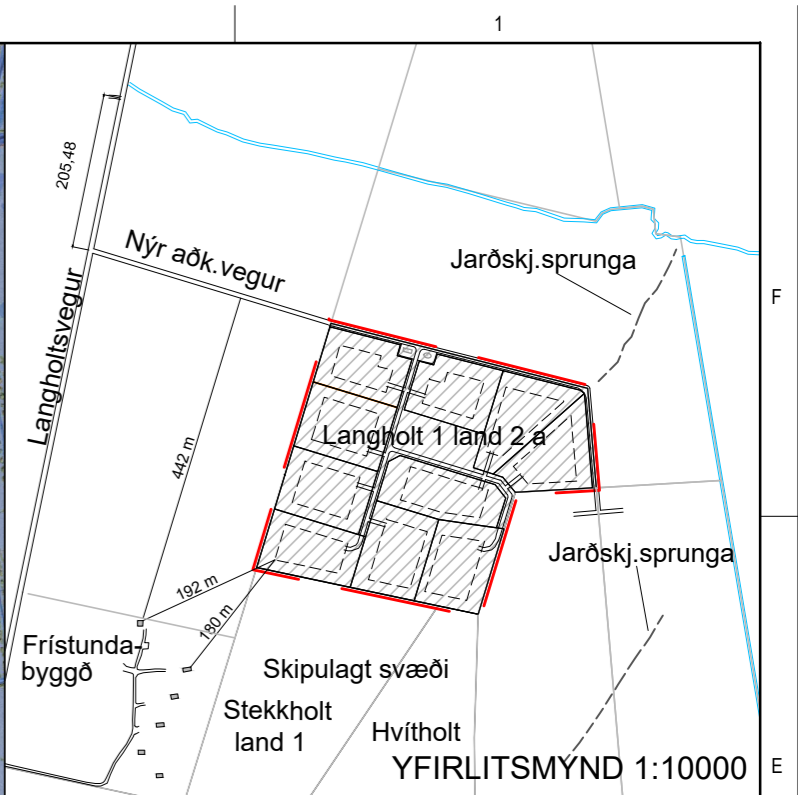 1
205,48
Nýr aðk.vegur
Jarðskj.sprunga
F
Langholtsvegur
Langholt 1 land 2 a
442 m
Jarðskj.sprunga
192 m
180 m
Frístunda-
byggð
Skipulagt svæði
Stekkholt
land 1
Hvítholt
YFIRLITSMYND 1:10000
E